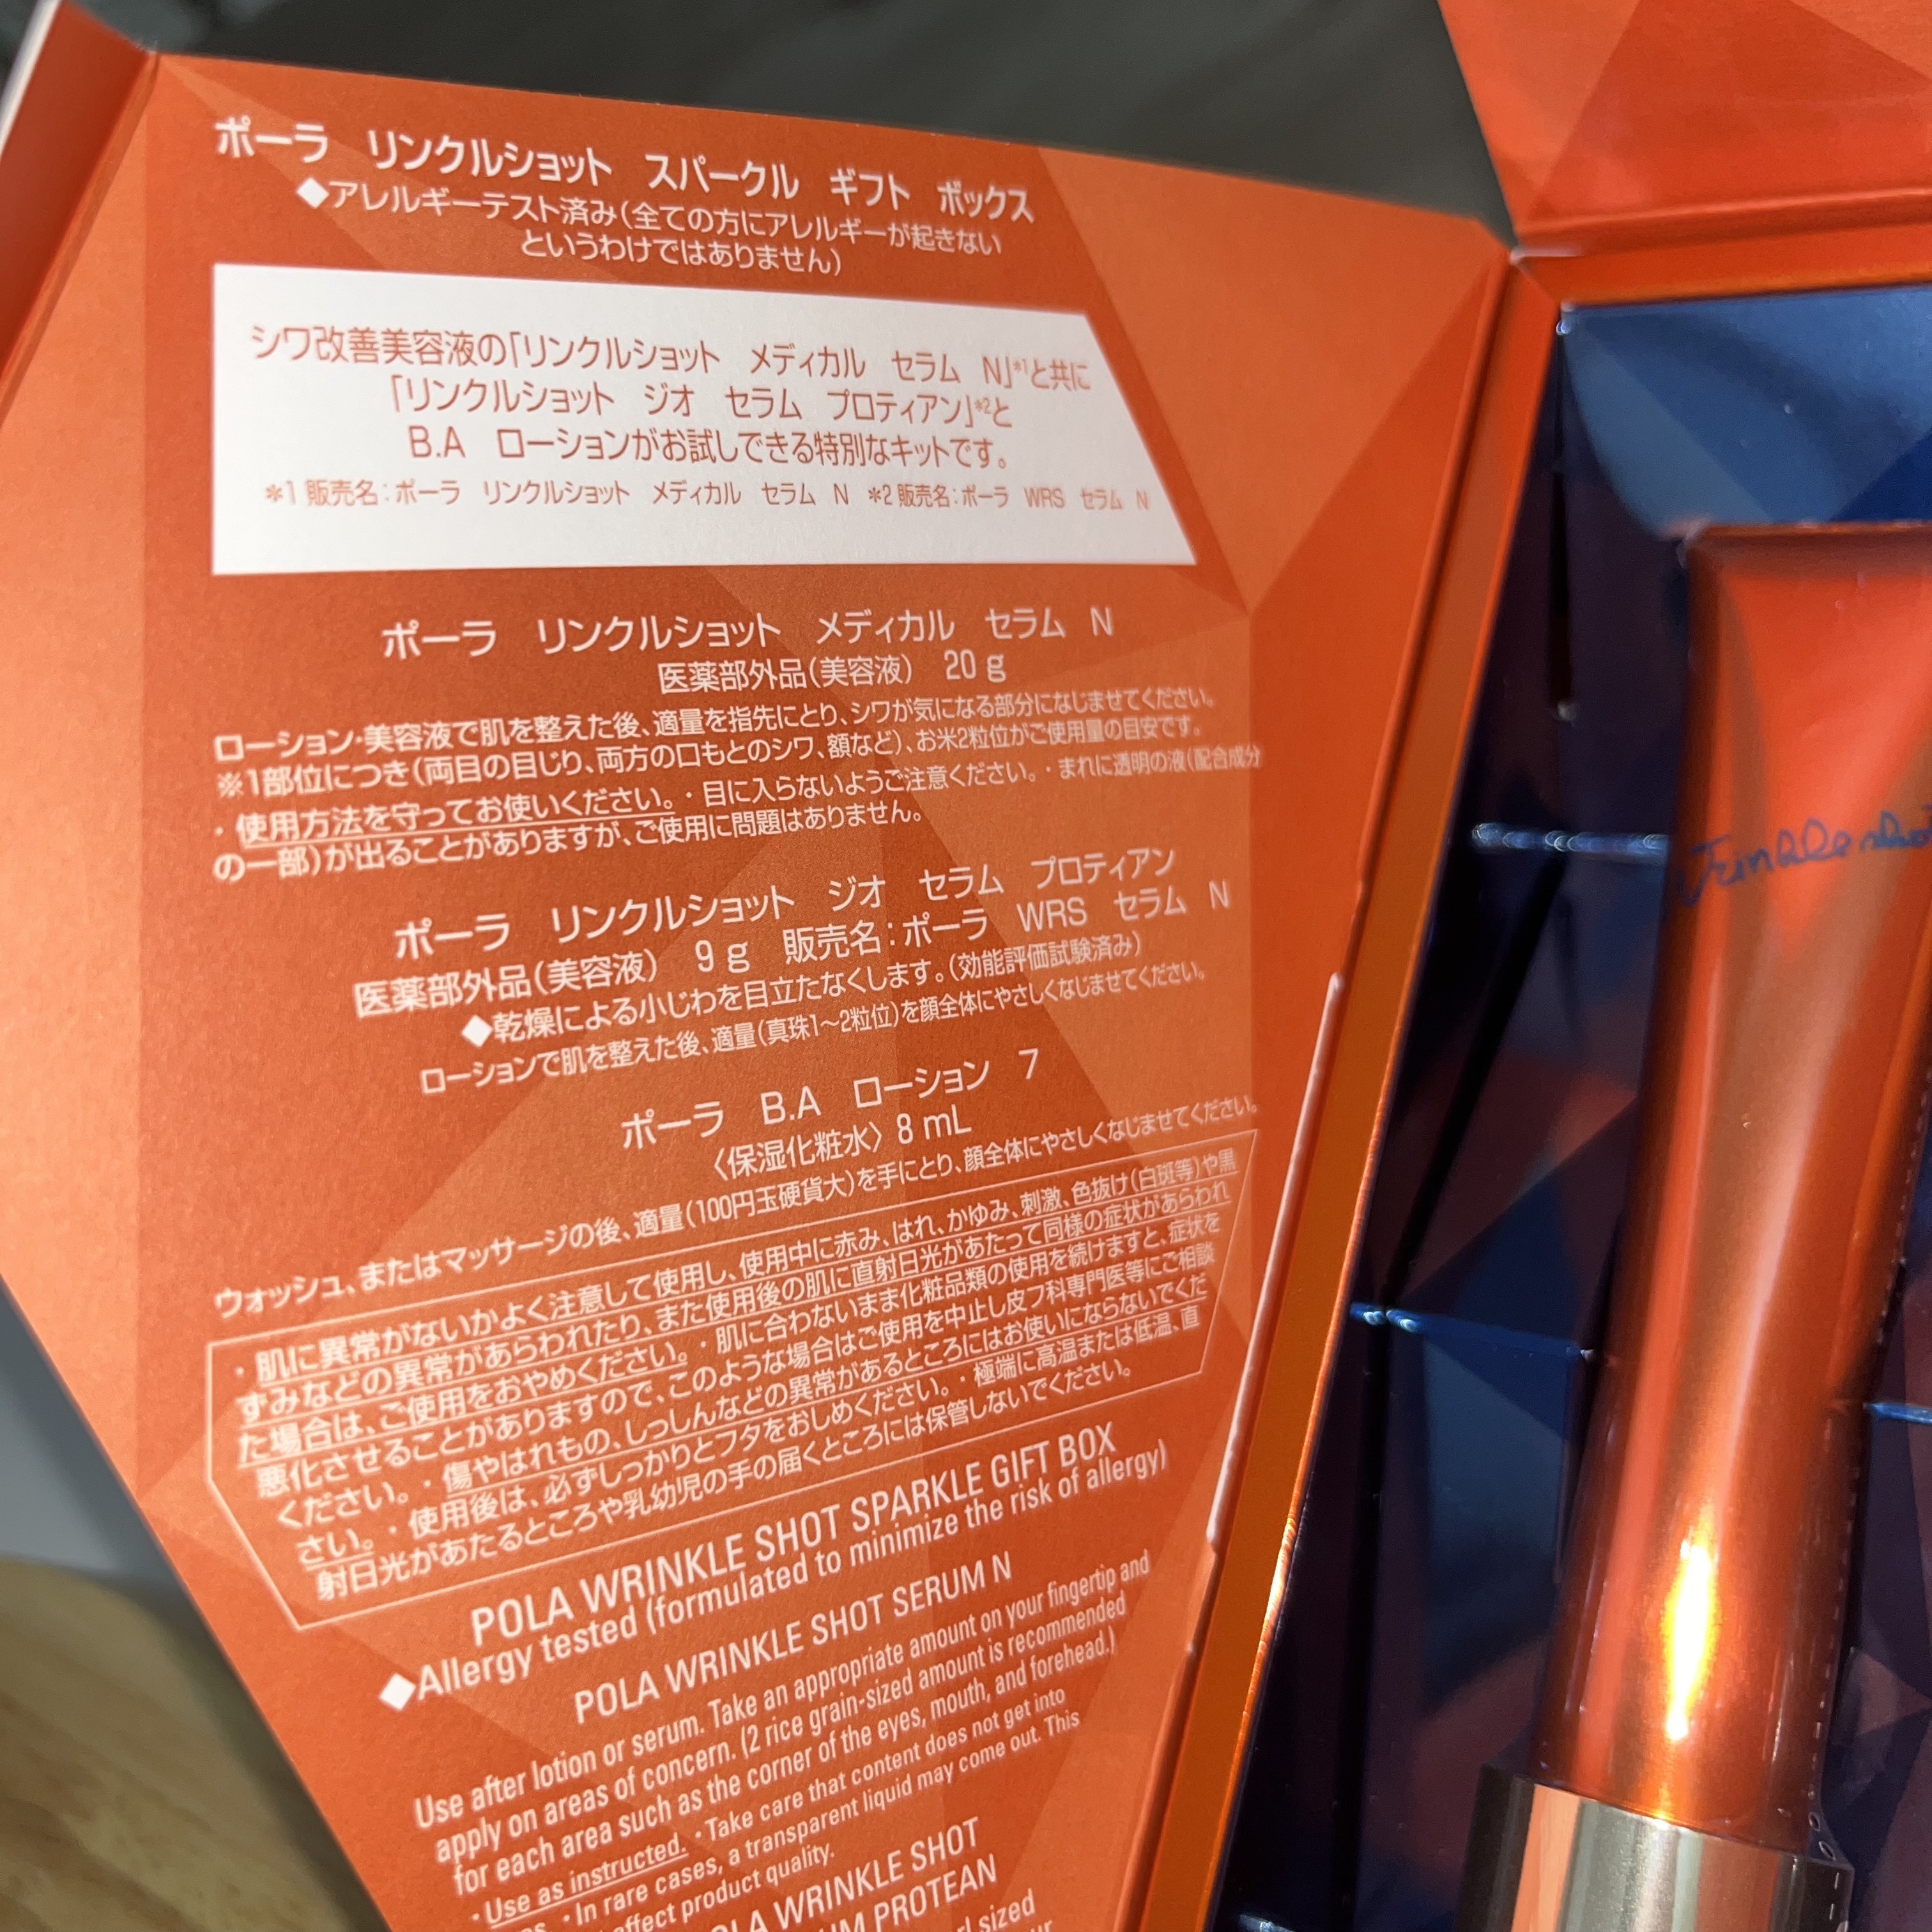 ポーラ　リンクルショット　スパークル　ギフト　ボックス
◆アレルギーテスト済み(全ての方にアレルギーが起きない
というわけではありません)
シワ改善美容液の「リンクルショット　メディカル　セラム　N」*1と共に
「リンクルショット　ジオ　セラム　プロティアン」*2と
B.A　ローションがお試しできる特別なキットです。
*1 販売名:ポーラ　リンクルショット　メディカル　セラム　N　*2 販売名:ポーラ　WRS　セラム　N
ポーラ　リンクルショット　メディカル　セラム　N
医薬部外品(美容液)　20 g
ローション・美容液で肌を整えた後、適量を指先にとり、シワが気になる部分になじませてください。
※1部位につき(両目の目じり、両方の口もとのシワ、額など)、お米2粒位がご使用量の目安です。
・使用方法を守ってお使いください。・目に入らないようご注意ください。・まれに透明の液(配合成分
の一部)が出ることがありますが、ご使用に問題はありません。
ポーラ　リンクルショット　ジオ　セラム　プロティアン
医薬部外品(美容液)　9 g　販売名:ポーラ　WRS　セラム　N
◆乾燥による小じわを目立たなくします。(効能評価試験済み)
ローションで肌を整えた後、適量(真珠1～2粒位)を顔全体にやさしくなじませてください。
ポーラ　B.A　ローション　7
〈保湿化粧水〉 8 mL
ウォッシュ、またはマッサージの後、適量(100円玉硬貨大)を手にとり、顔全体にやさしくなじませてください。
・肌に異常がないかよく注意して使用し、使用中に赤み、はれ、かゆみ、刺激、色抜け(白斑等)や黒
ずみなどの異常があらわれたり、また使用後の肌に直射日光があたって同様の症状があらわれ
た場合は、ご使用をおやめください。・肌に合わないまま化粧品類の使用を続けますと、症状を
悪化させることがありますので、このような場合はご使用を中止し皮フ科専門医等にご相談
ください。・傷やはれもの、しっしんなどの異常があるところにはお使いにならないでくだ
さい。・使用後は、必ずしっかりとフタをおしめください。・極端に高温または低温、直
射日光があたるところや乳幼児の手の届くところには保管しないでください。
POLA WRINKLE SHOT SPARKLE GIFT BOX
◆Allergy tested (formulated to minimize the risk of allergy)
POLA WRINKLE SHOT SERUM N
Use after lotion or serum. Take an appropriate amount on your fingertip and
apply on areas of concern. (2 rice grain-sized amount is recommended
for each area such as the corner of the eyes, mouth, and forehead.)
・Use as instructed. ・Take care that content does not get into
・In rare cases, a transparent liquid may come out. This
affect product quality.
WRINKLE SHOT
PROTEAN
sized